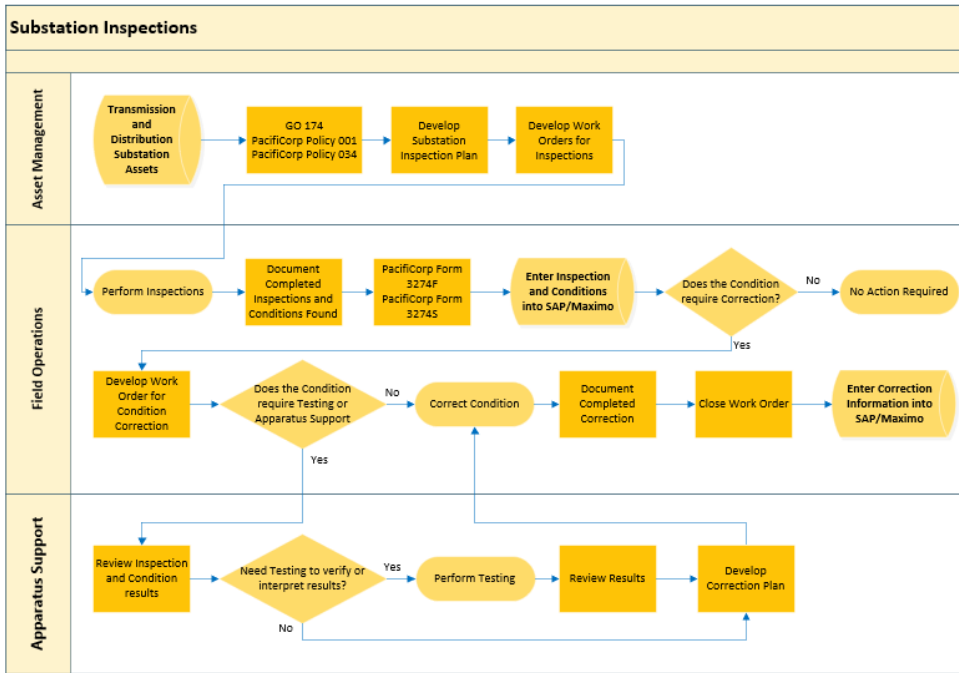 Substation Inspections
Asset Management
Transmission
and
Distribution
Substation
Assets
GO 174
PacifiCorp Policy 001
PacifiCorp Policy 034
Develop
Substation
Inspection Plan
Develop Work
Orders for
Inspections
Field Operations
Perform Inspections
Document
Completed
Inspections and
Conditions Found
PacifiCorp Form
3274F
PacifiCorp Form
3274S
Enter Inspection
and Conditions
into SAP/Maximo
Does the Condition
require Correction?
No
No Action Required
Yes
Develop Work
Order for
Condition
Correction
Does the Condition
require Testing or
Apparatus Support
No
Correct Condition
Document
Completed
Correction
Close Work Order
Enter Correction
Information into
SAP/Maximo
Yes
Apparatus Support
Review Inspection
and Condition
results
Need Testing to verify or
interpret results?
Yes
Perform Testing
Review Results
Develop
Correction Plan
No